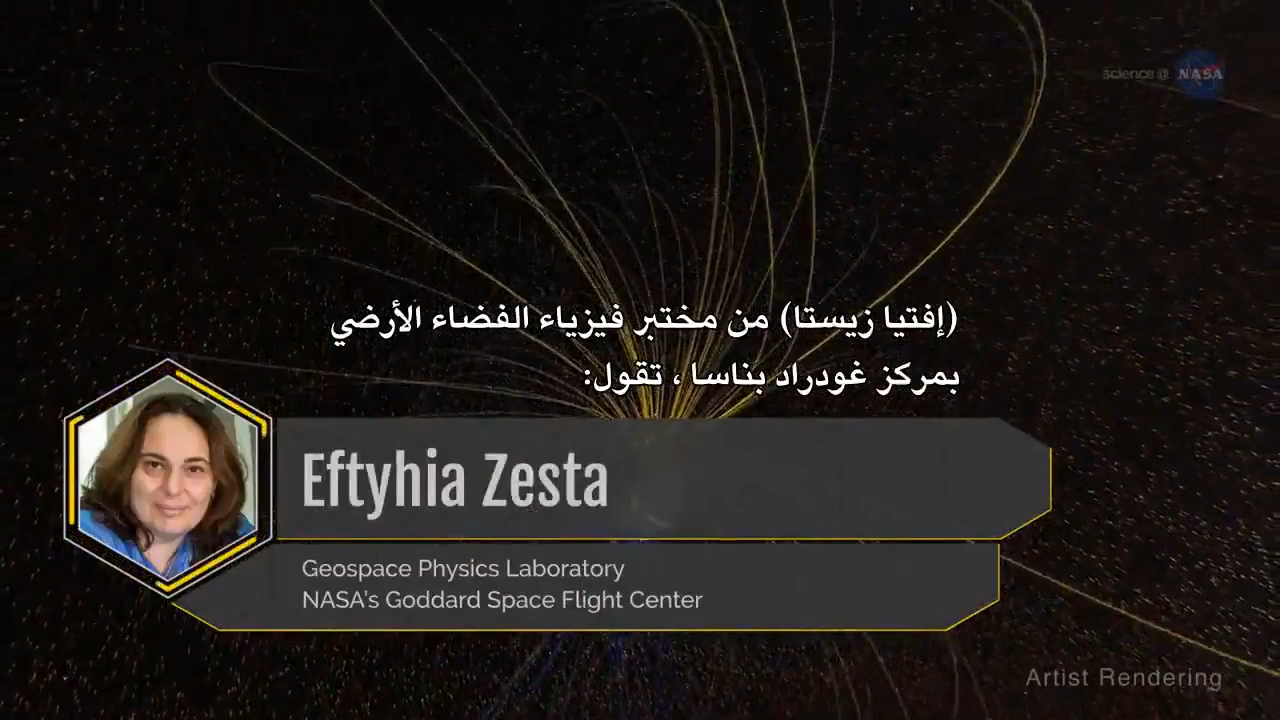 science@ NASA
(إفتيا زيستا) من مختبر فيزياء الفضاء الأرضي
بمركز غودراد بناسا ، تقول:
Eftyhia Zesta
Geospace Physics Laboratory
NASA's Goddard Space Flight Center
Artist Rendering